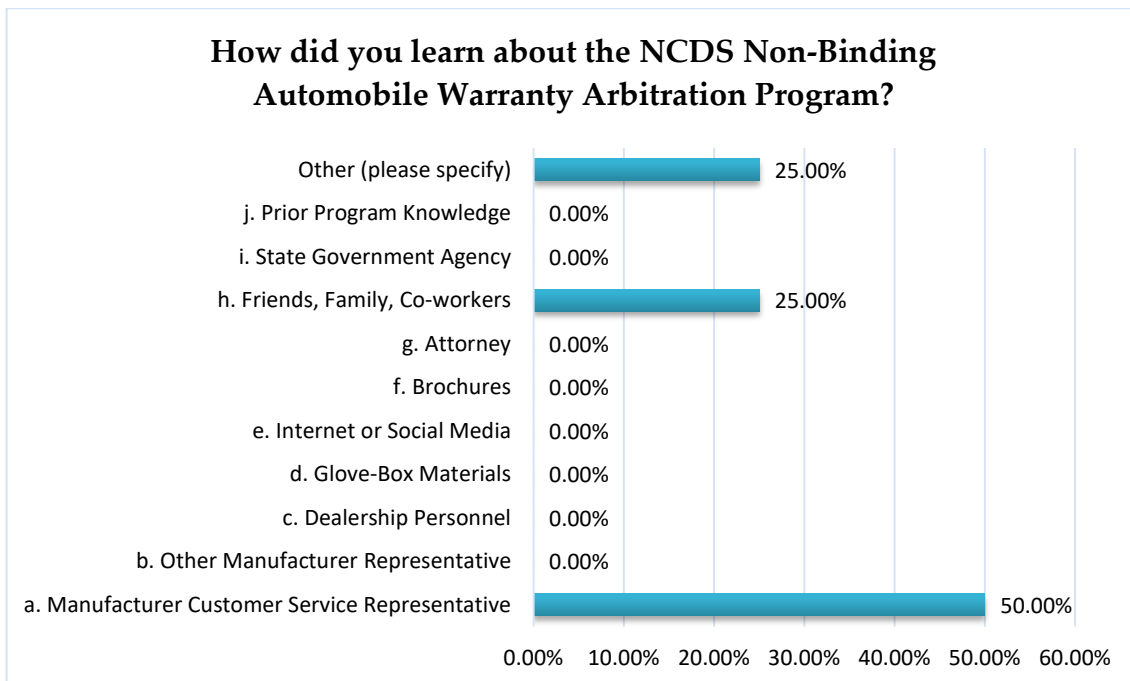 How did you learn about the NCDS Non-Binding
Automobile Warranty Arbitration Program?
Other (please specify) 25.00%
j. Prior Program Knowledge 0.00%
i. State Government Agency 0.00%
h. Friends, Family, Co-workers 25.00%
g. Attorney 0.00%
f. Brochures 0.00%
e. Internet or Social Media 0.00%
d. Glove-Box Materials 0.00%
c. Dealership Personnel 0.00%
b. Other Manufacturer Representative 0.00%
a. Manufacturer Customer Service Representative 50.00%
0.00% 10.00% 20.00% 30.00% 40.00% 50.00% 60.00%